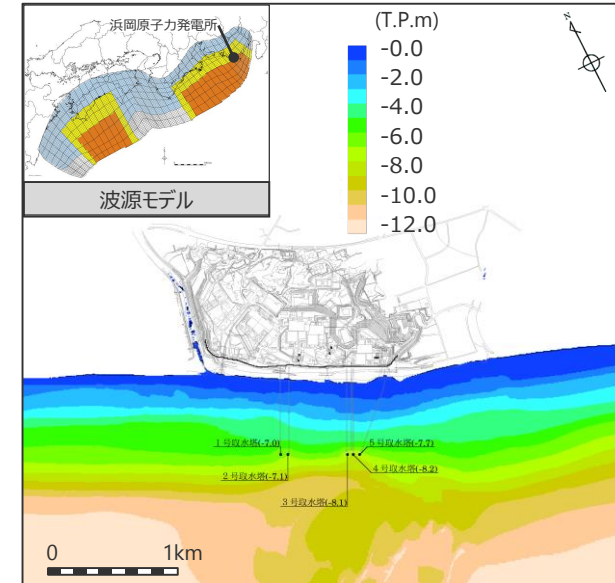 浜岡原子力発電所
波源モデル
(T.P.m)
-0.0
-2.0
-4.0
-6.0
-8.0
-10.0
-12.0
N
1号取水塔(-7.0)
2号取水塔(-7.1)
3号取水塔(-8.1)
5号取水塔(-7.7)
4号取水塔(-8.2)
0 1km